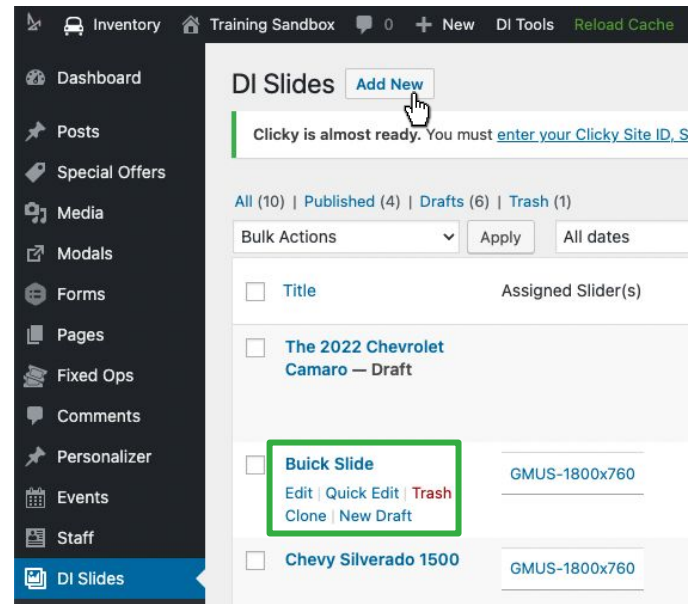 Inventory Training Sandbox 0 New DI Tools Reload Cache
Dashboard
Posts
Special Offers
Media
Modals
Forms
Pages
Fixed Ops
Comments
Personalizer
Events
Staff
DI Slides
DI Slides Add New
Clicky is almost ready. You must enter your Clicky Site ID, S
All (10) | Published (4) | Drafts (6) | Trash (1)
Bulk Actions Apply All dates
Title Assigned Slider(s)
The 2022 Chevrolet
Camaro — Draft
Buick Slide
GMUS-1800x760
Edit | Quick Edit | Trash
Clone | New Draft
Chevy Silverado 1500
GMUS-1800x760